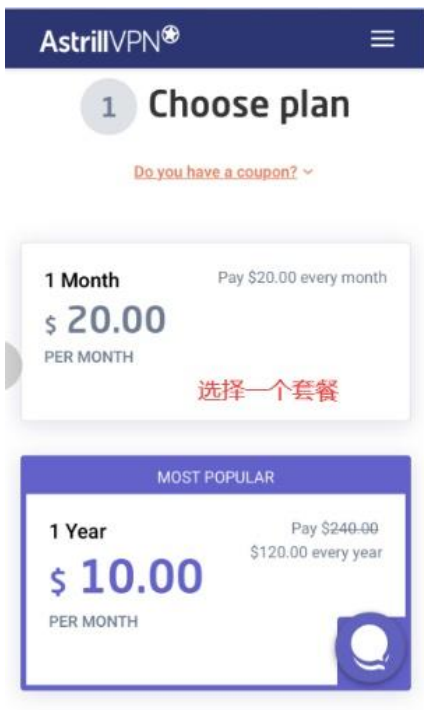 AstrillVPN
1 Choose plan
Do you have a coupon?
1 Month
Pay $20.00 every month
$ 20.00
PER MONTH
选择一个套餐
MOST POPULAR
1 Year
Pay $240.00
$120.00 every year
$ 10.00
PER MONTH